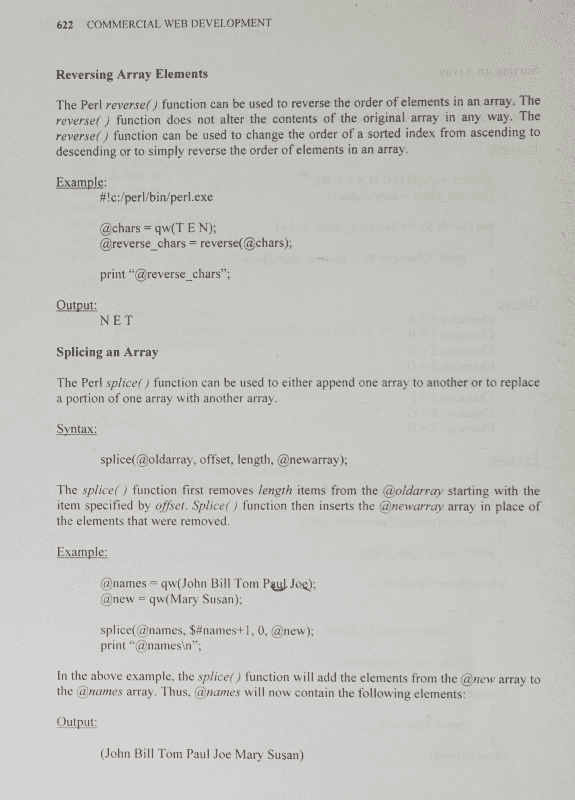 622 COMMERCIAL WEB DEVELOPMENT
Reversing Array Elements
The Perl reverse( ) function can be used to reverse the order of elements in an array. The
reverse( ) function does not alter the contents of the original array in any way. The
reverse( ) function can be used to change the order of a sorted index from ascending to
descending or to simply reverse the order of elements in an array.
Example:
#!c:/perl/bin/perl.exe
@chars = qw(T E N);
@reverse_chars = reverse(@chars);
print “@reverse_chars”;
Output:
N E T
Splicing an Array
The Perl splice( ) function can be used to either append one array to another or to replace
a portion of one array with another array.
Syntax:
splice(@oldarray, offset, length, @newarray);
The splice( ) function first removes length items from the @oldarray starting with the
item specified by offset. Splice( ) function then inserts the @newarray array in place of
the elements that were removed.
Example:
@names = qw(John Bill Tom Paul Joe);
@new = qw(Mary Susan);
splice(@names, $#names+1, 0, @new);
print “@names\n”;
In the above example, the splice( ) function will add the elements from the @new array to
the @names array. Thus, @names will now contain the following elements:
Output:
(John Bill Tom Paul Joe Mary Susan)